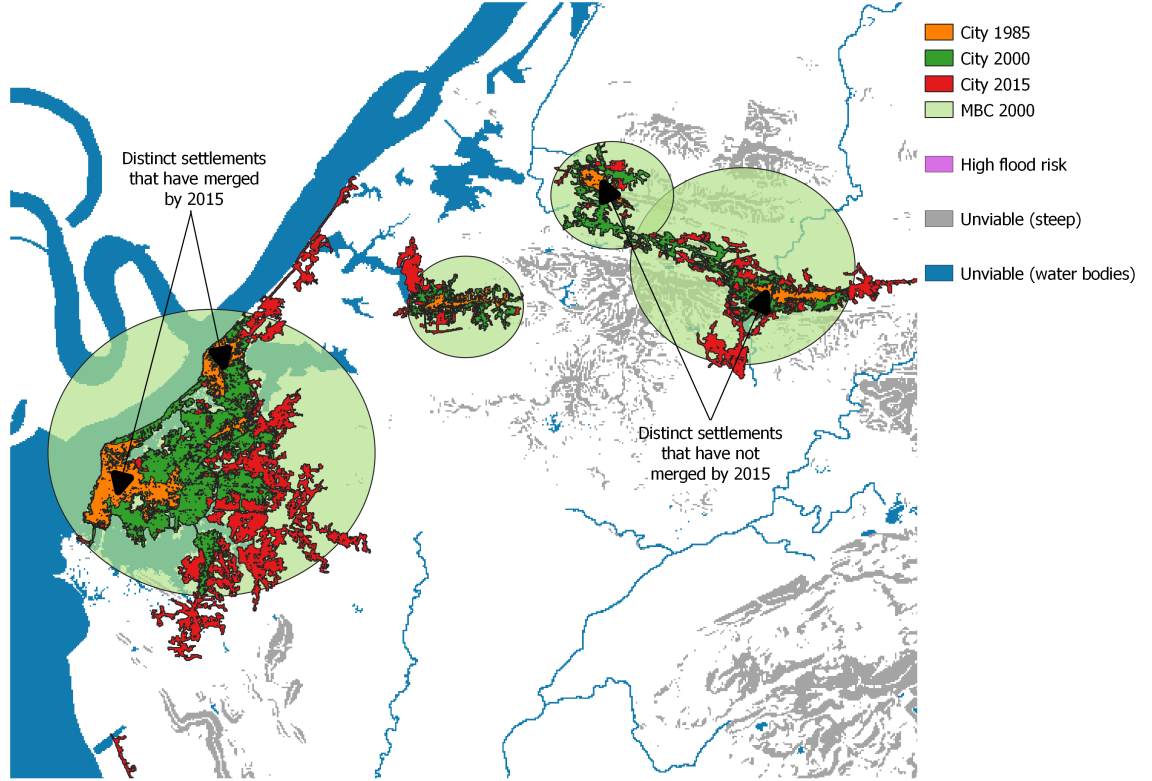 City 1985
City 2000
City 2015
MBC 2000
High flood risk
Unviable (steep)
Unviable (water bodies)
Distinct settlements
that have merged
by 2015
Distinct settlements
that have not
merged by 2015